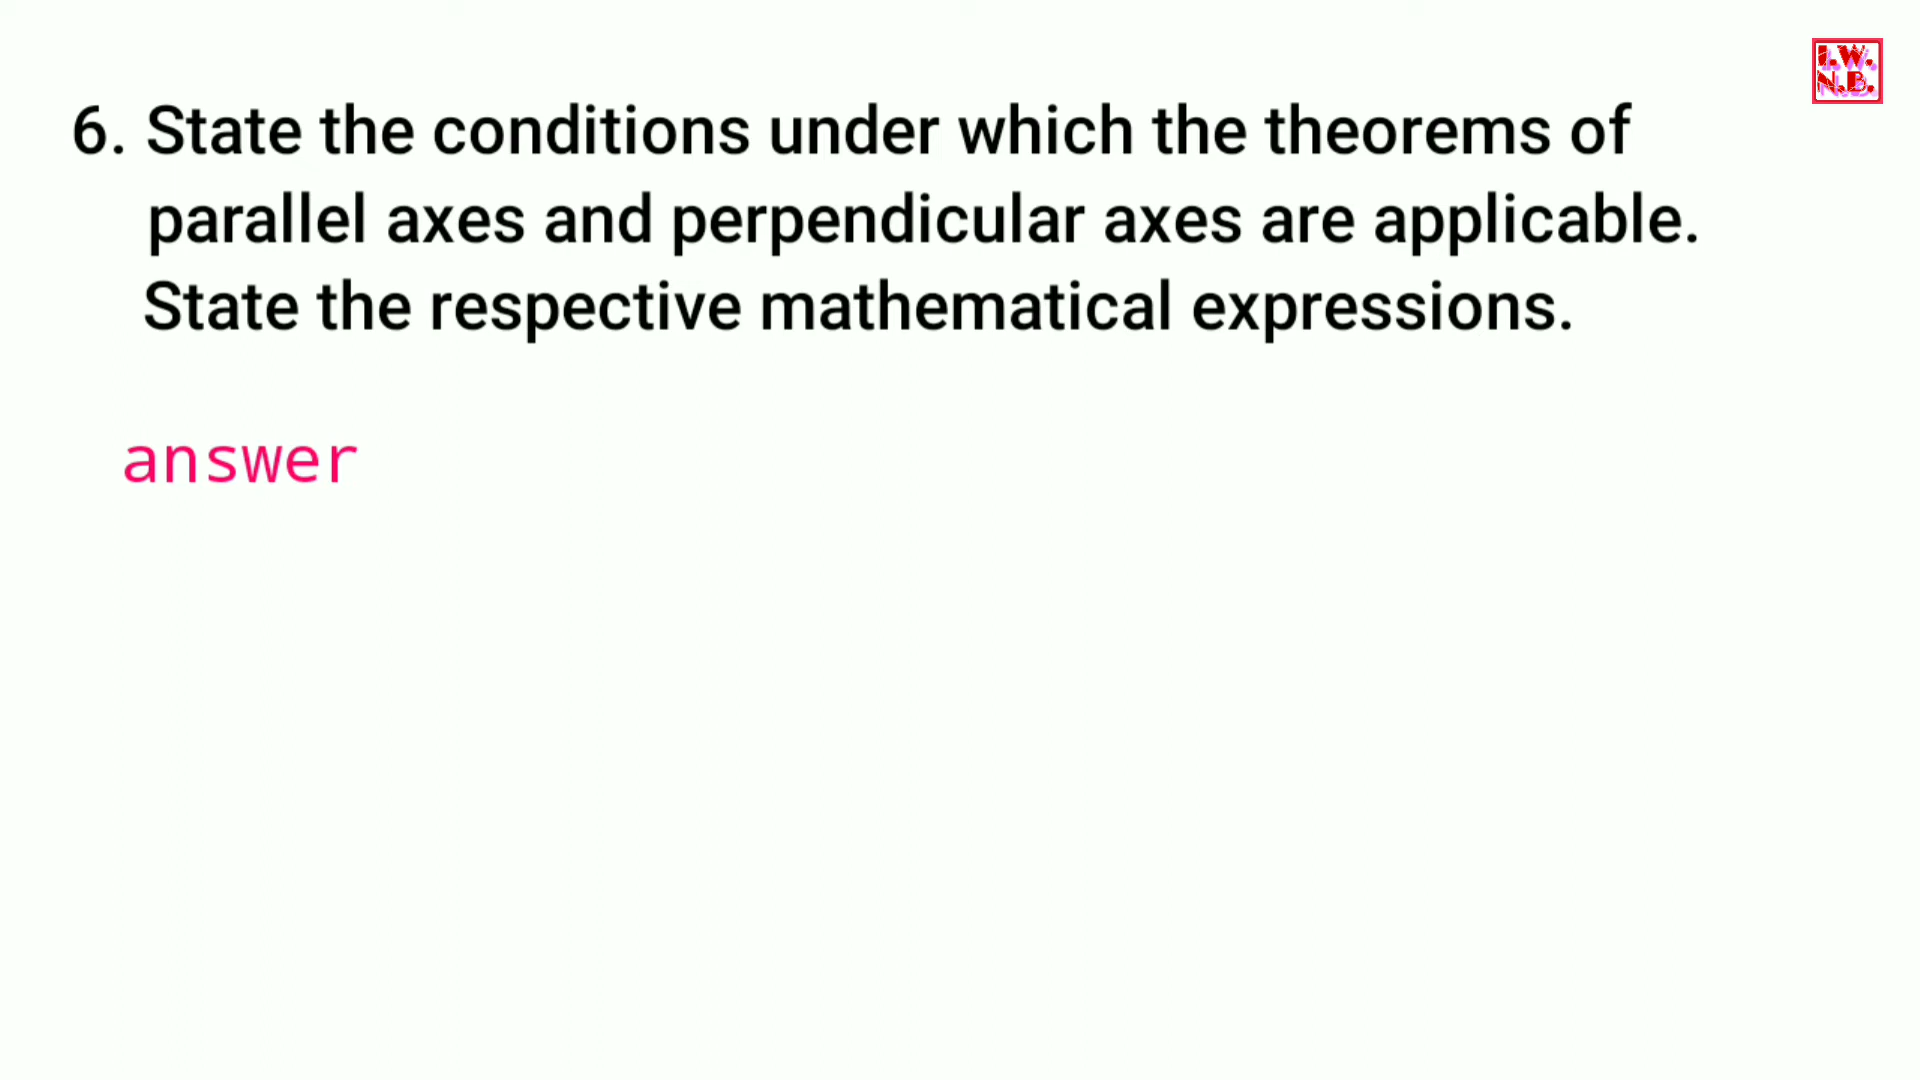 I.W.
N.B.
6. State the conditions under which the theorems of
parallel axes and perpendicular axes are applicable.
State the respective mathematical expressions.
answer